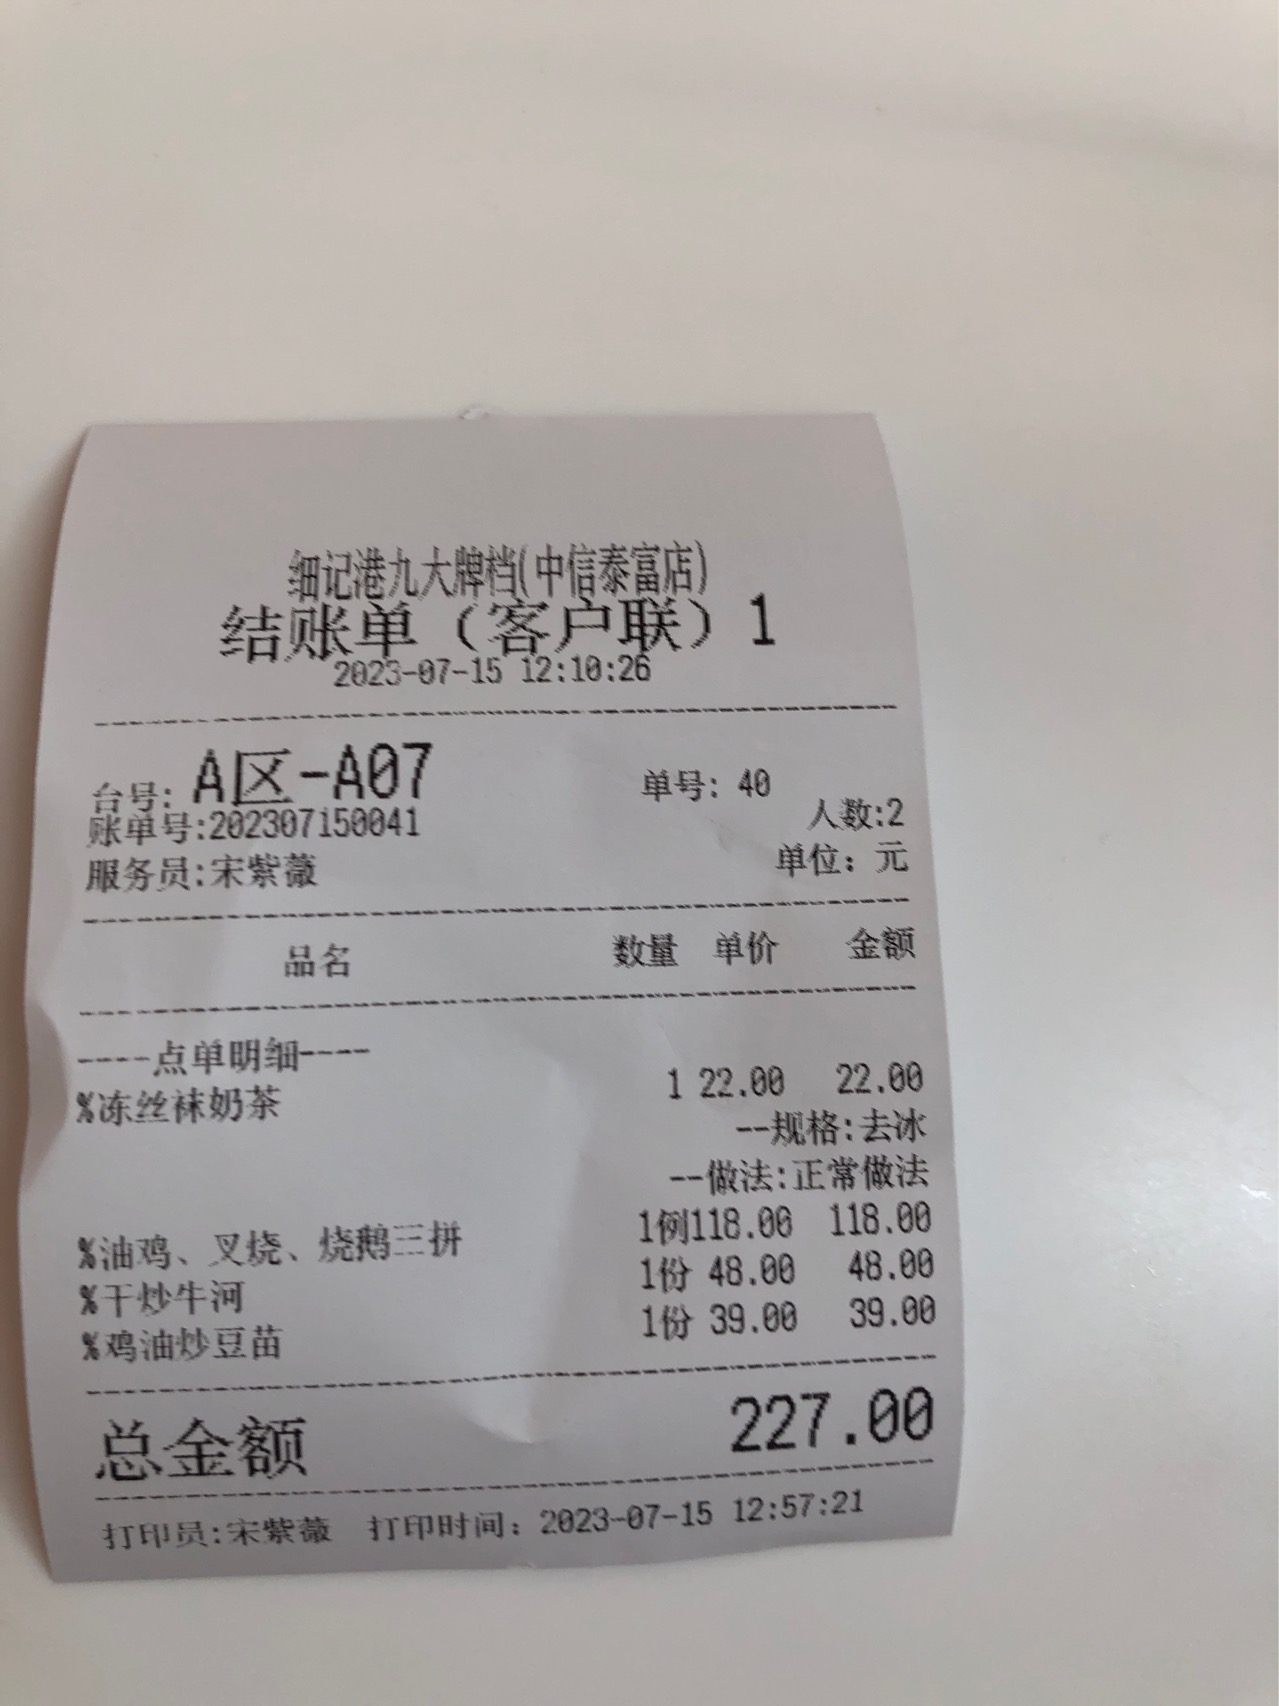 细记港九大牌档(中信泰富店)
结账单（客户联）1
2023-07-15 12:10:26
台号: A区-A07 单号: 40
账单号:202307150041 人数:2
服务员:宋紫薇 单位: 元
品名 数量 单价 金额
----点单明细----
%冻丝袜奶茶 1 22.00 22.00
--规格:去冰
--做法:正常做法
%油鸡、叉烧、烧鹅三拼 1例118.00 118.00
%干炒牛河 1份 48.00 48.00
%鸡油炒豆苗 1份 39.00 39.00
总金额 227.00
打印员:宋紫薇 打印时间: 2023-07-15 12:57:21